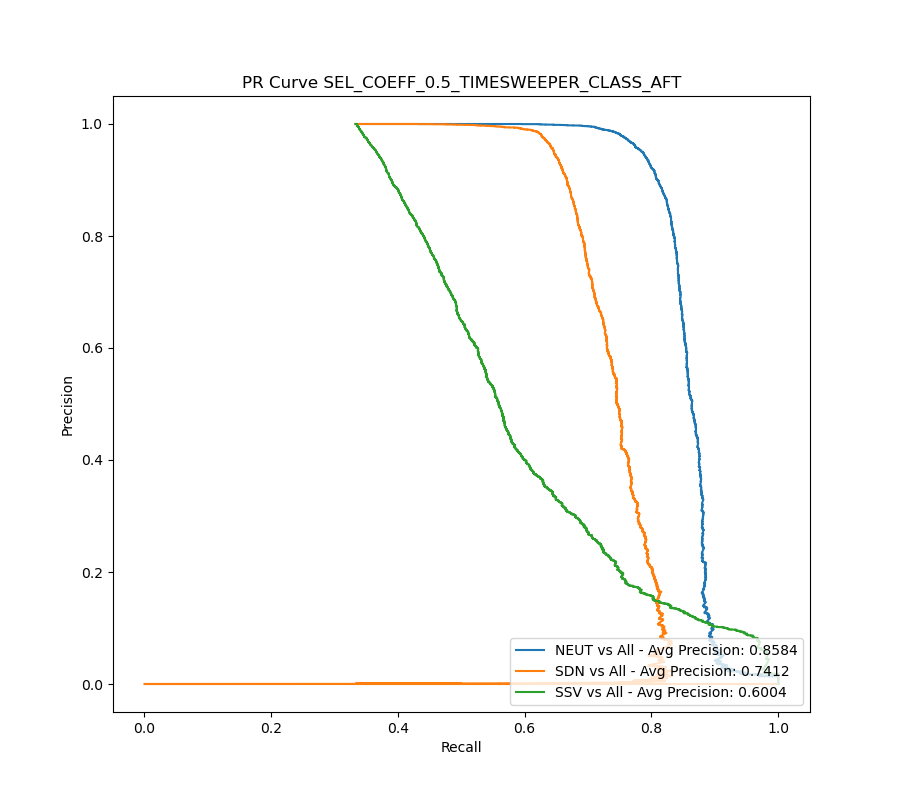 PR Curve SEL_COEFF_0.5_TIMESWEEPER_CLASS_AFT
1.0
0.8
0.6
0.4
0.2
0.0
Precision
NEUT vs All - Avg Precision: 0.8584
SDN vs All - Avg Precision: 0.7412
SSV vs All - Avg Precision: 0.6004
0.0 0.2 0.4 0.6 0.8 1.0
Recall